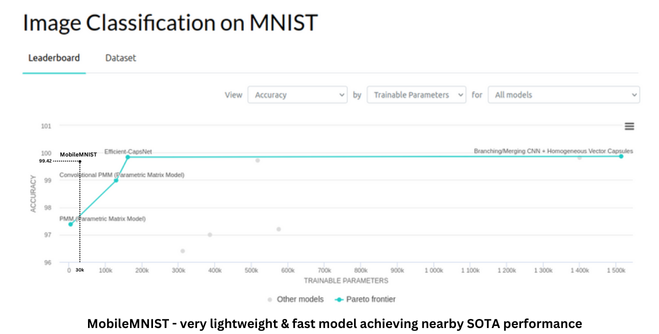 Image Classification on MNIST
Leaderboard Dataset
View Accuracy by Trainable Parameters for All models
101
100
99.42
99
98
97
96
ACCURACY
MobileMNIST
Efficient-CapsNet
Branching/Merging CNN + Homogeneous Vector Capsules
Convolutional PMM (Parametric Matrix Model)
PMM (Parametric Matrix Model)
0 30k 100k 200k 300k 400k 500k 600k 700k 800k 900k 1 000k 1 100k 1 200k 1 300k 1 400k 1 500k
TRAINABLE PARAMETERS
Other models Pareto frontier
MobileMNIST - very lightweight & fast model achieving nearby SOTA performance